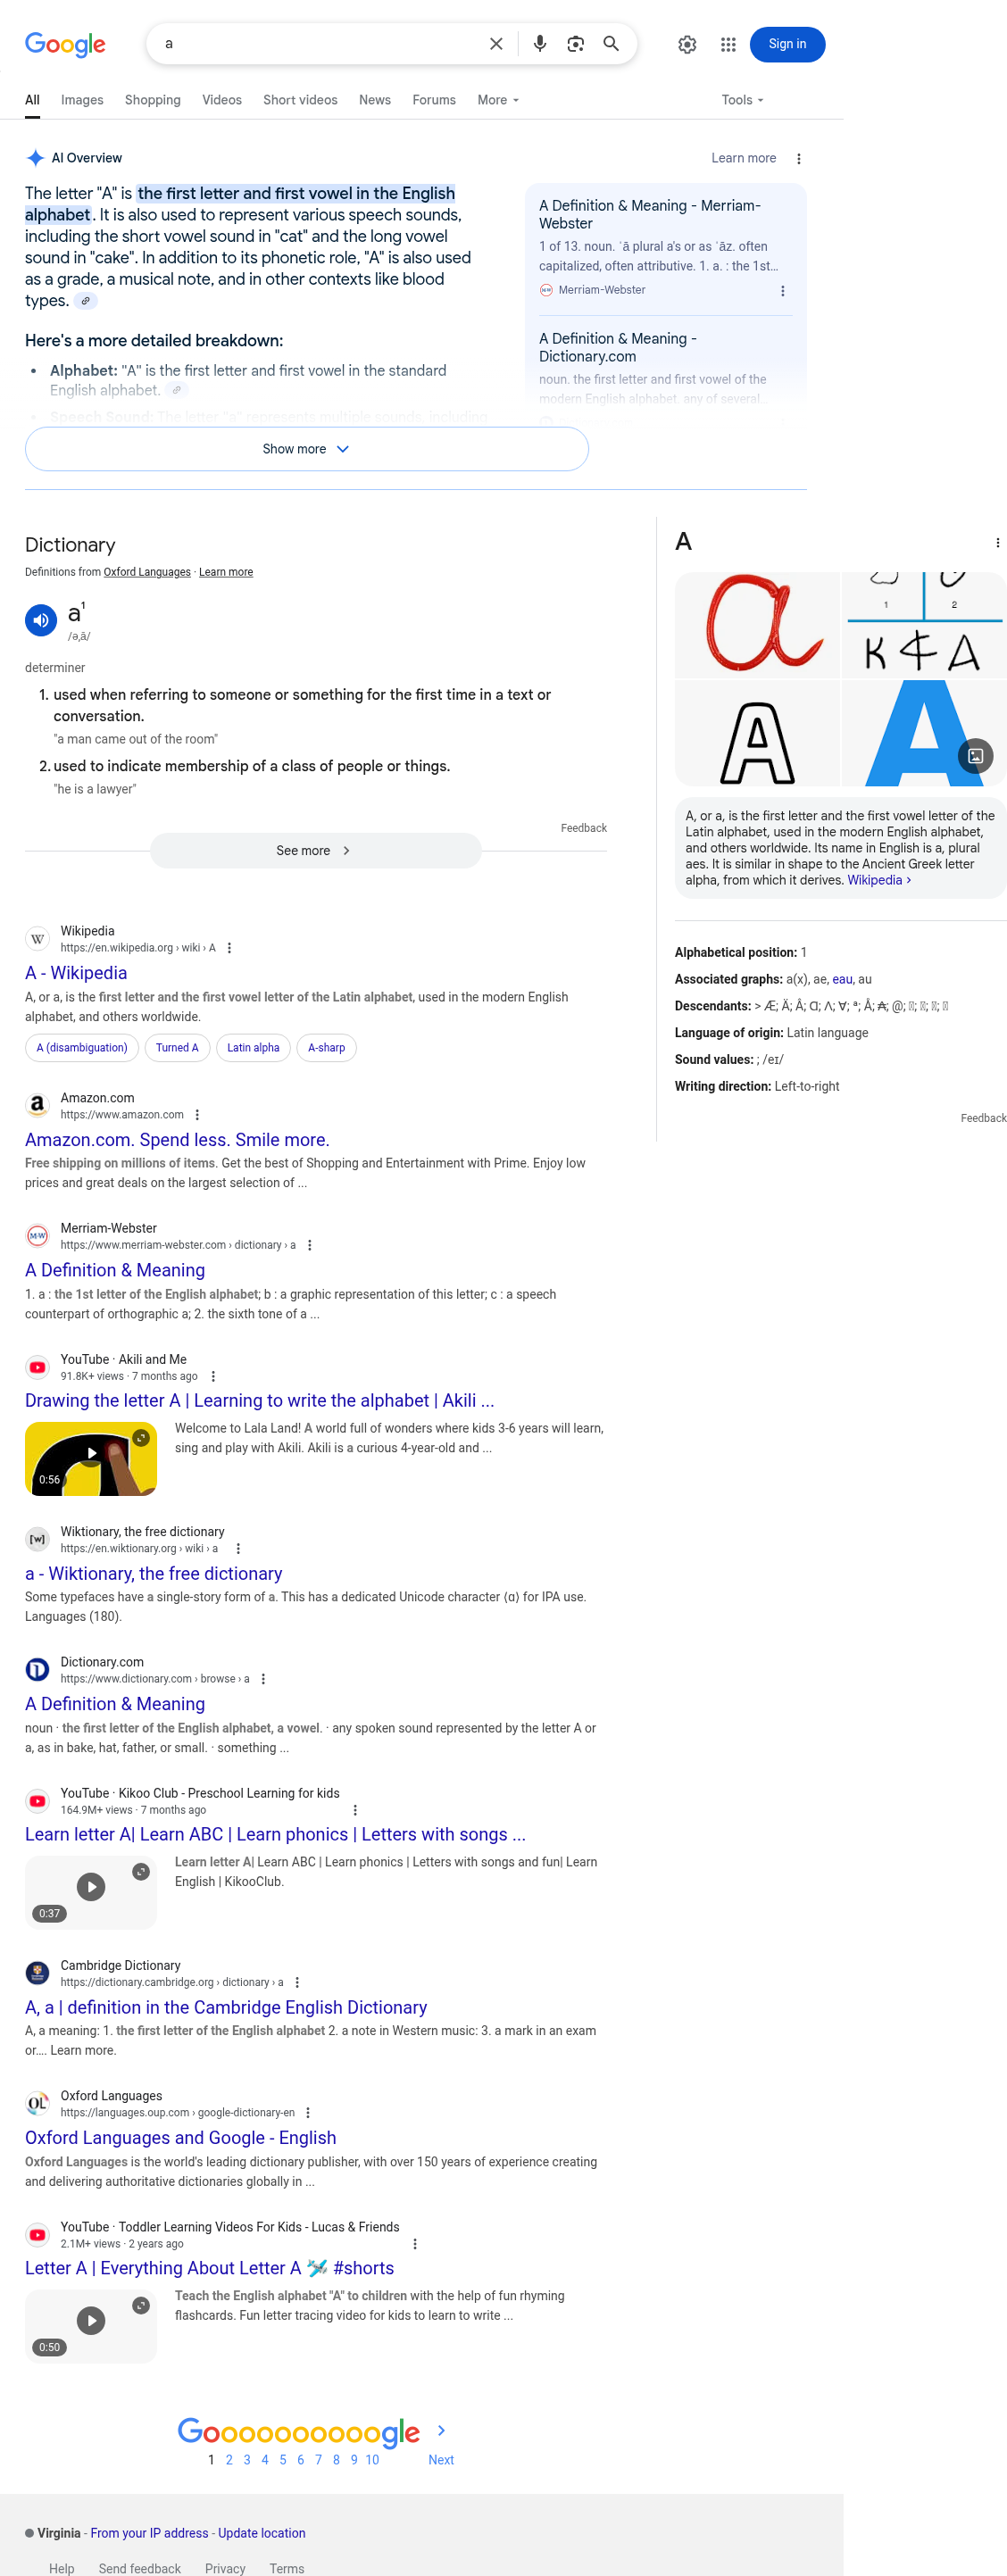 Google
a
Sign in
All Images Shopping Videos Short videos News Forums More Tools
AI Overview
Learn more
The letter "A" is the first letter and first vowel in the English
alphabet. It is also used to represent various speech sounds,
including the short vowel sound in "cat" and the long vowel
sound in "cake". In addition to its phonetic role, "A" is also used
as a grade, a musical note, and in other contexts like blood
types.
Here's a more detailed breakdown:
• Alphabet: "A" is the first letter and first vowel in the standard
English alphabet.
• Speech Sound: The letter "a" represents multiple sounds, including
A Definition & Meaning - Merriam-
Webster
1 of 13. noun. ˈā plural a's or as ˈāz. often
capitalized, often attributive. 1. a. : the 1st...
Merriam-Webster
A Definition & Meaning -
Dictionary.com
noun. the first letter and first vowel of the
modern English alphabet. any of several...
Show more
Dictionary
Definitions from Oxford Languages · Learn more
a¹
/ə,ā/
determiner
1. used when referring to someone or something for the first time in a text or
conversation.
"a man came out of the room"
2. used to indicate membership of a class of people or things.
"he is a lawyer"
Feedback
See more
A
a
1 2
K A
A
A
A, or a, is the first letter and the first vowel letter of the
Latin alphabet, used in the modern English alphabet,
and others worldwide. Its name in English is a, plural
aes. It is similar in shape to the Ancient Greek letter
alpha, from which it derives. Wikipedia ›
Alphabetical position: 1
Associated graphs: a(x), ae, eau, au
Descendants: > Æ; Ä; Â; Ɑ; Λ; Ɐ; ª; Å; ₳; @;
Language of origin: Latin language
Sound values: ; /eɪ/
Writing direction: Left-to-right
Feedback
Wikipedia
https://en.wikipedia.org › wiki › A
A - Wikipedia
A, or a, is the first letter and the first vowel letter of the Latin alphabet, used in the modern English
alphabet, and others worldwide.
A (disambiguation) Turned A Latin alpha A-sharp
Amazon.com
https://www.amazon.com
Amazon.com. Spend less. Smile more.
Free shipping on millions of items. Get the best of Shopping and Entertainment with Prime. Enjoy low
prices and great deals on the largest selection of ...
Merriam-Webster
https://www.merriam-webster.com › dictionary › a
A Definition & Meaning
1. a : the 1st letter of the English alphabet; b : a graphic representation of this letter; c : a speech
counterpart of orthographic a; 2. the sixth tone of a ...
YouTube · Akili and Me
91.8K+ views · 7 months ago
Drawing the letter A | Learning to write the alphabet | Akili ...
0:56
Welcome to Lala Land! A world full of wonders where kids 3-6 years will learn,
sing and play with Akili. Akili is a curious 4-year-old and ...
Wiktionary, the free dictionary
https://en.wiktionary.org › wiki › a
a - Wiktionary, the free dictionary
Some typefaces have a single-story form of a. This has a dedicated Unicode character ⟨ɑ⟩ for IPA use.
Languages (180).
Dictionary.com
https://www.dictionary.com › browse › a
A Definition & Meaning
noun · the first letter of the English alphabet, a vowel. · any spoken sound represented by the letter A or
a, as in bake, hat, father, or small. · something ...
YouTube · Kikoo Club - Preschool Learning for kids
164.9M+ views · 7 months ago
Learn letter A| Learn ABC | Learn phonics | Letters with songs ...
0:37
Learn letter A| Learn ABC | Learn phonics | Letters with songs and fun| Learn
English | KikooClub.
Cambridge Dictionary
https://dictionary.cambridge.org › dictionary › a
A, a | definition in the Cambridge English Dictionary
A, a meaning: 1. the first letter of the English alphabet 2. a note in Western music: 3. a mark in an exam
or.... Learn more.
Oxford Languages
https://languages.oup.com › google-dictionary-en
Oxford Languages and Google - English
Oxford Languages is the world's leading dictionary publisher, with over 150 years of experience creating
and delivering authoritative dictionaries globally in ...
YouTube · Toddler Learning Videos For Kids - Lucas & Friends
2.1M+ views · 2 years ago
Letter A | Everything About Letter A 🛩️ #shorts
0:50
Teach the English alphabet "A" to children with the help of fun rhyming
flashcards. Fun letter tracing video for kids to learn to write ...
Goooooooooogle
1 2 3 4 5 6 7 8 9 10 Next
Virginia - From your IP address - Update location
Help Send feedback Privacy Terms